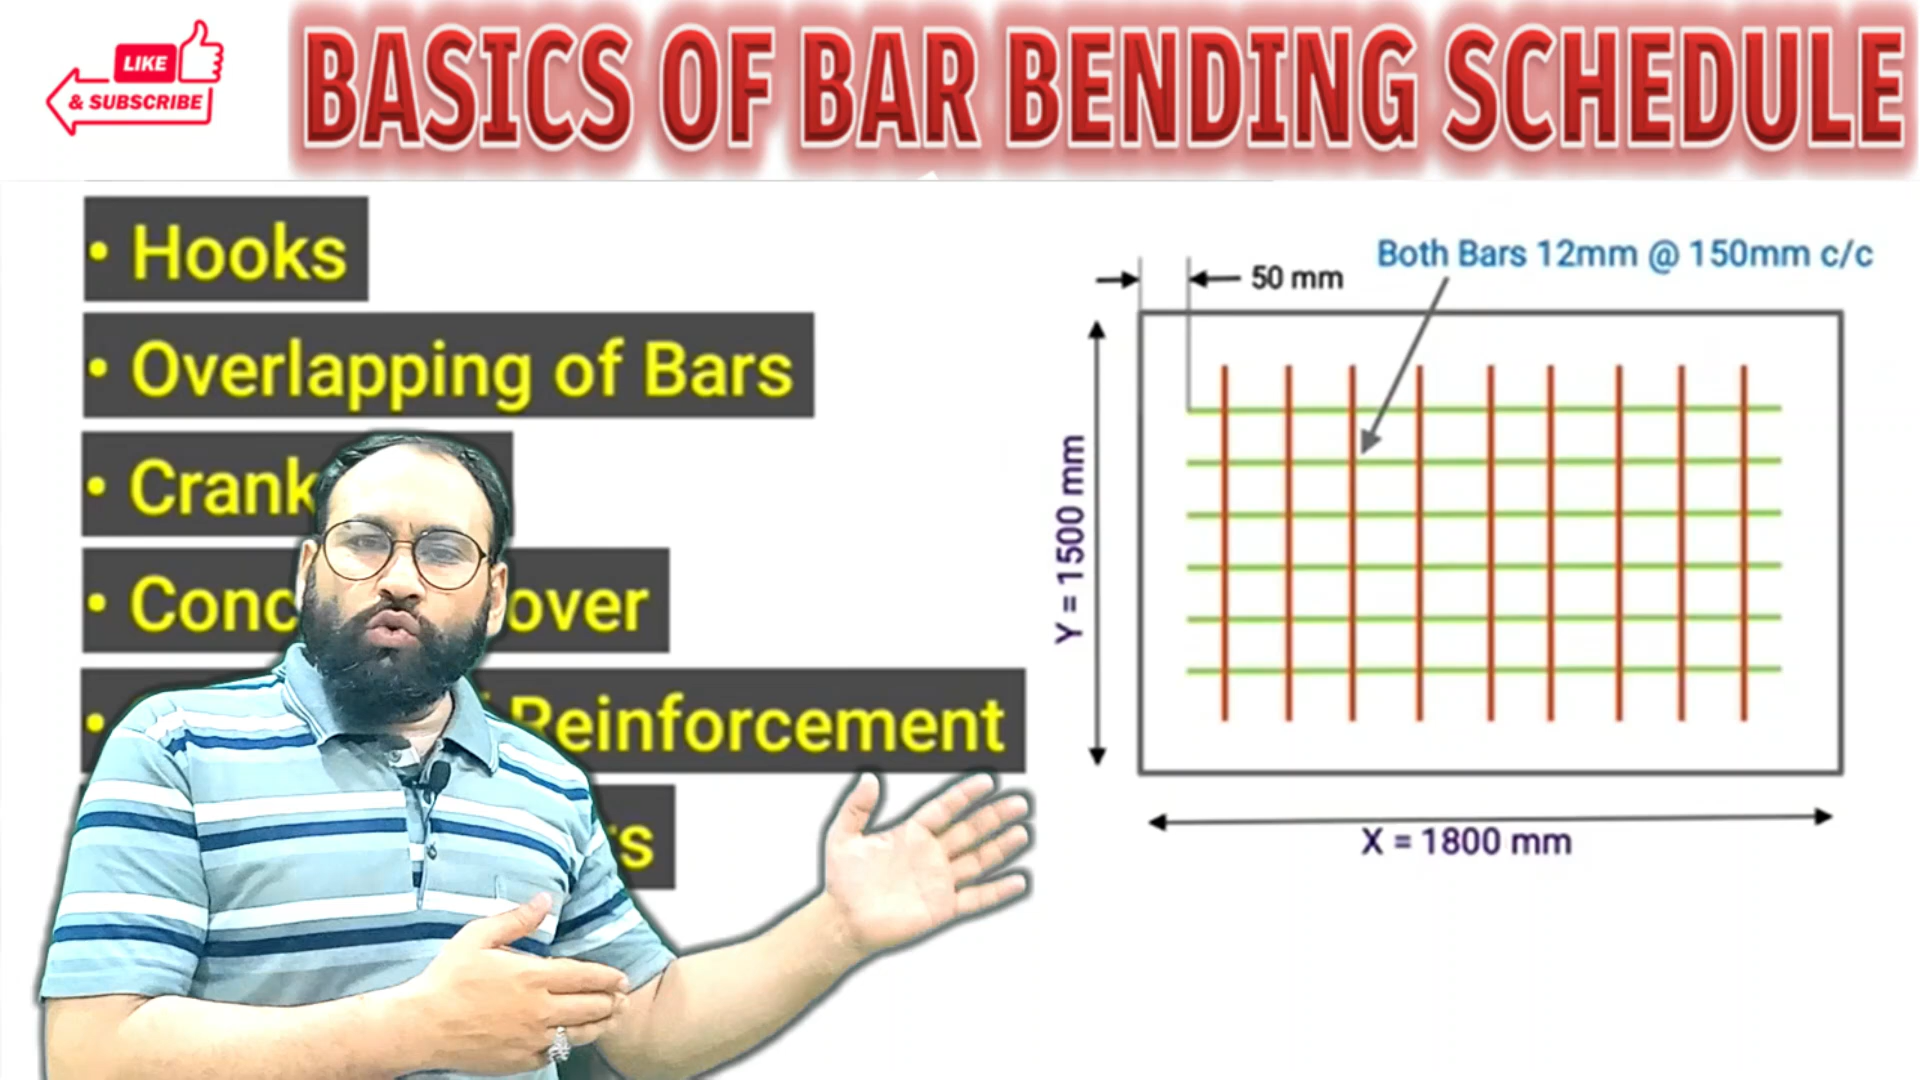 LIKE
& SUBSCRIBE
BASICS OF BAR BENDING SCHEDULE
• Hooks
• Overlapping of Bars
• Crank
• Conc over
• Reinforcement
rs
50 mm
Both Bars 12mm @ 150mm c/c
Y = 1500 mm
X = 1800 mm